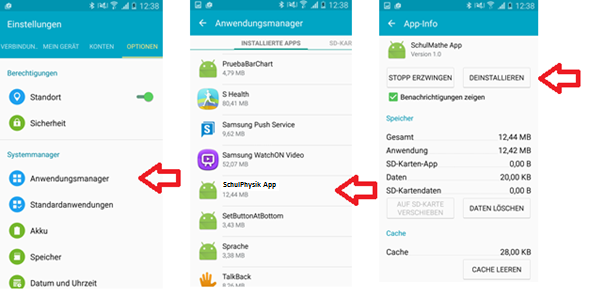 12:38
Einstellungen
VERBINDUN.. MEIN GERÄT KONTEN OPTIONEN
Berechtigungen
Standort
Sicherheit
Systemmanager
Anwendungsmanager
Standardanwendungen
Akku
Speicher
Datum und Uhrzeit
12:38
Anwendungsmanager
INSTALLIERTE APPS SD-KAR
PruebaBarChart
4,79 MB
S Health
80,41 MB
Samsung Push Service
9,62 MB
Samsung WatchON Video
52,07 MB
SchulPhysik App
12,44 MB
SetButtonAtBottom
3,43 MB
Sprache
3,38 MB
TalkBack
8,26 MB
12:38
App-Info
SchulMathe App
Version 1.0
STOPP ERZWINGEN DEINSTALLIEREN
Benachrichtigungen zeigen
Speicher
Gesamt 12,44 MB
Anwendung 12,42 MB
SD-Karten-App 0,00 B
Daten 20,00 KB
SD-Kartendaten 0,00 B
AUF SD-KARTE VERSCHIEBEN DATEN LÖSCHEN
Cache
Cache 28,00 KB
CACHE LEEREN